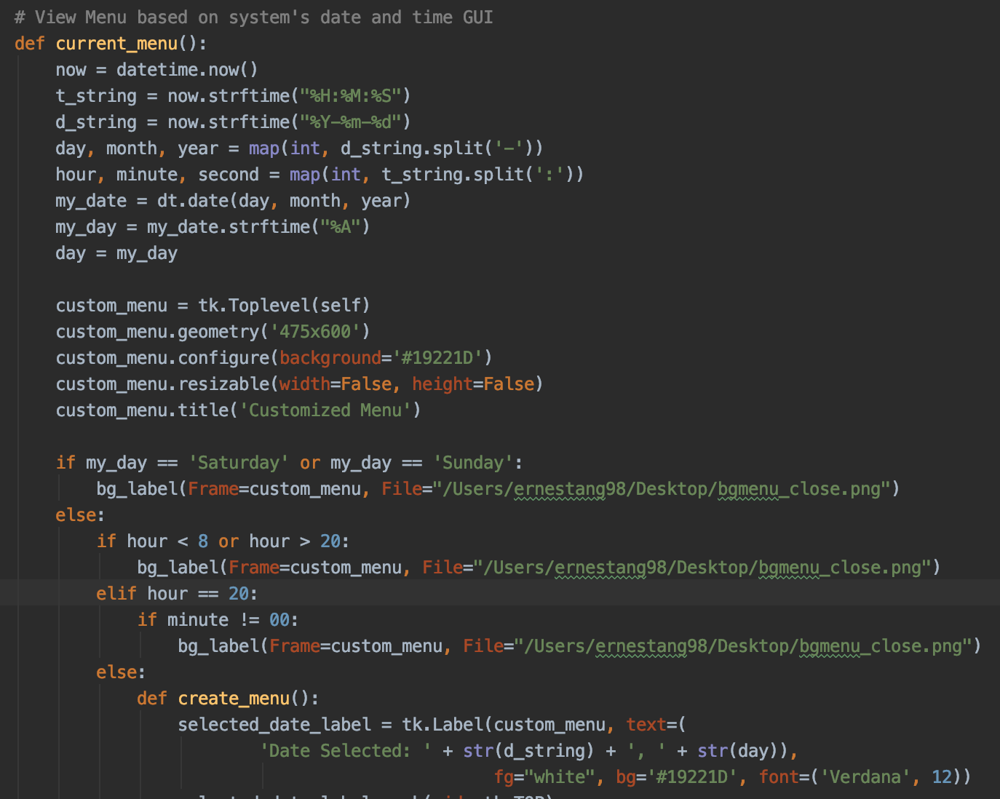 # View Menu based on system's date and time GUI
def current_menu():
    now = datetime.now()
    t_string = now.strftime("%H:%M:%S")
    d_string = now.strftime("%Y-%m-%d")
    day, month, year = map(int, d_string.split('-'))
    hour, minute, second = map(int, t_string.split(':'))
    my_date = dt.date(day, month, year)
    my_day = my_date.strftime("%A")
    day = my_day

    custom_menu = tk.Toplevel(self)
    custom_menu.geometry('475x600')
    custom_menu.configure(background='#19221D')
    custom_menu.resizable(width=False, height=False)
    custom_menu.title('Customized Menu')

    if my_day == 'Saturday' or my_day == 'Sunday':
        bg_label(Frame=custom_menu, File="/Users/ernestang98/Desktop/bgmenu_close.png")
    else:
        if hour < 8 or hour > 20:
            bg_label(Frame=custom_menu, File="/Users/ernestang98/Desktop/bgmenu_close.png")
        elif hour == 20:
            if minute != 00:
                bg_label(Frame=custom_menu, File="/Users/ernestang98/Desktop/bgmenu_close.png")
        else:
            def create_menu():
                selected_date_label = tk.Label(custom_menu, text=(
                        'Date Selected: ' + str(d_string) + ', ' + str(day)),
                                               fg="white", bg='#19221D', font=('Verdana', 12))